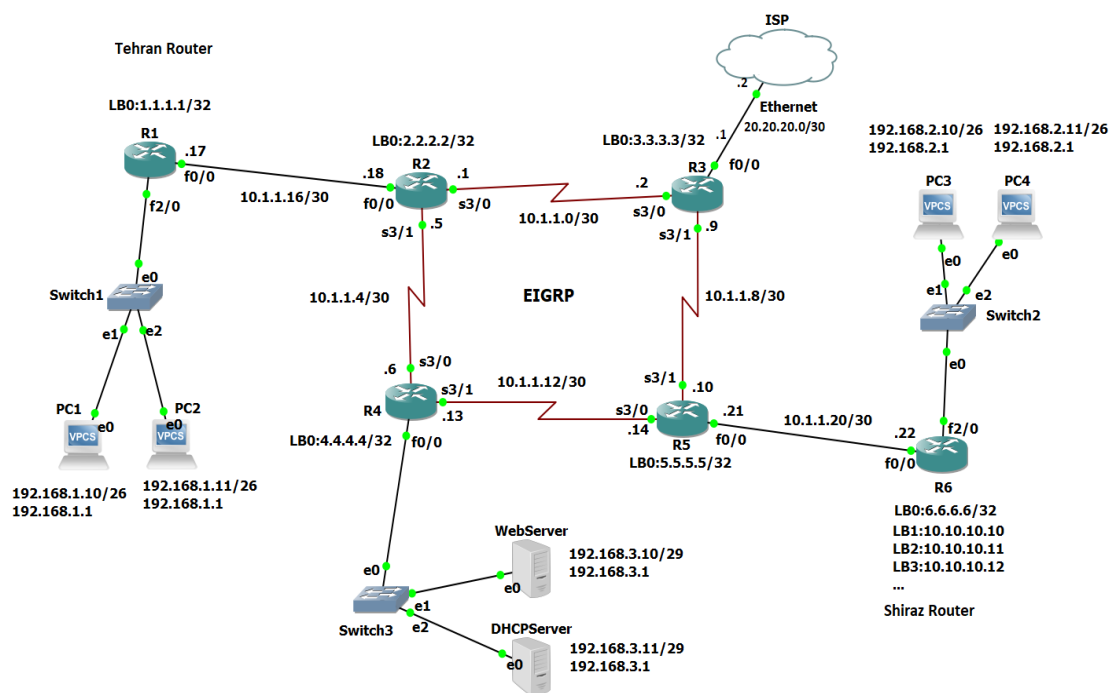 ISP
Tehran Router
.2
Ethernet
20.20.20.0/30
.1
LB0:1.1.1.1/32
R1
.17
f0/0
f2/0
10.1.1.16/30
LB0:2.2.2.2/32
R2
.18
f0/0
.1
s3/0
.5
s3/1
10.1.1.0/30
LB0:3.3.3.3/32
R3
f0/0
.2
s3/0
.9
s3/1
192.168.2.10/26
192.168.2.1
192.168.2.11/26
192.168.2.1
PC3
PC4
VPCS
VPCS
e0
e0
e1
e2
Switch2
e0
e0
Switch1
e1
e2
10.1.1.4/30
EIGRP
10.1.1.8/30
PC1
PC2
VPCS
VPCS
e0
e0
192.168.1.10/26
192.168.1.1
192.168.1.11/26
192.168.1.1
.6
s3/0
R4
s3/1
.13
f0/0
LB0:4.4.4.4/32
10.1.1.12/30
s3/1
.10
s3/0
.14
R5
.21
f0/0
LB0:5.5.5.5/32
10.1.1.20/30
.22
f0/0
f2/0
R6
LB0:6.6.6.6/32
LB1:10.10.10.10
LB2:10.10.10.11
LB3:10.10.10.12
...
Shiraz Router
WebServer
192.168.3.10/29
192.168.3.1
e0
e0
e1
e2
Switch3
DHCPServer
192.168.3.11/29
192.168.3.1
e0